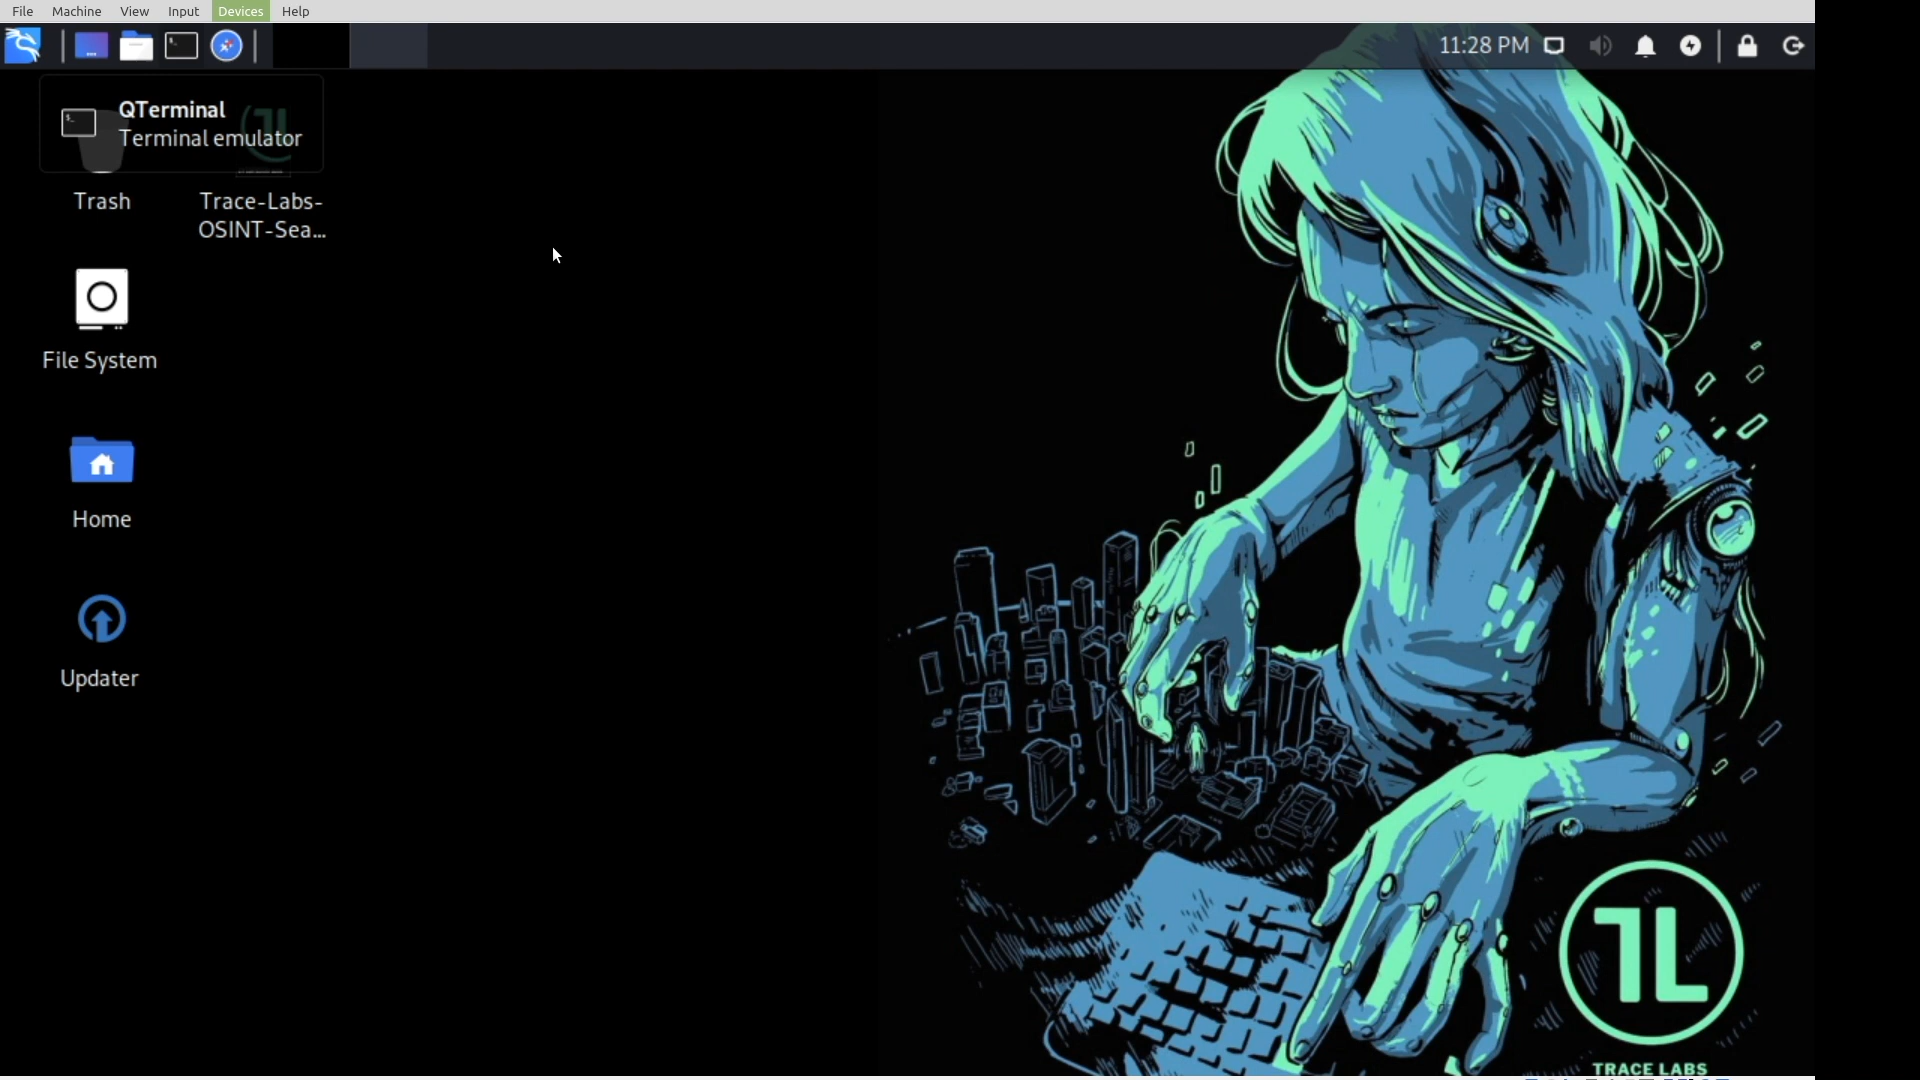 File Machine View Input Devices Help
11:28 PM
QTerminal
Terminal emulator
Trash
Trace-Labs-
OSINT-Sea...
File System
Home
Updater
TL
TRACE LABS